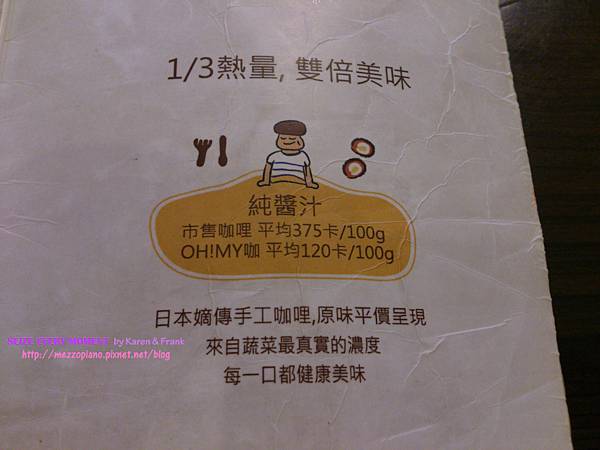 1/3熱量, 雙倍美味
純醬汁
市售咖哩 平均375卡/100g
OH!MY咖 平均120卡/100g
日本嫡傳手工咖哩,原味平價呈現
來自蔬菜最真實的濃度
每一口都健康美味
SEIZE EVERY MOMENT by Karen & Frank
http://mezzopiano.pixnet.net/blog